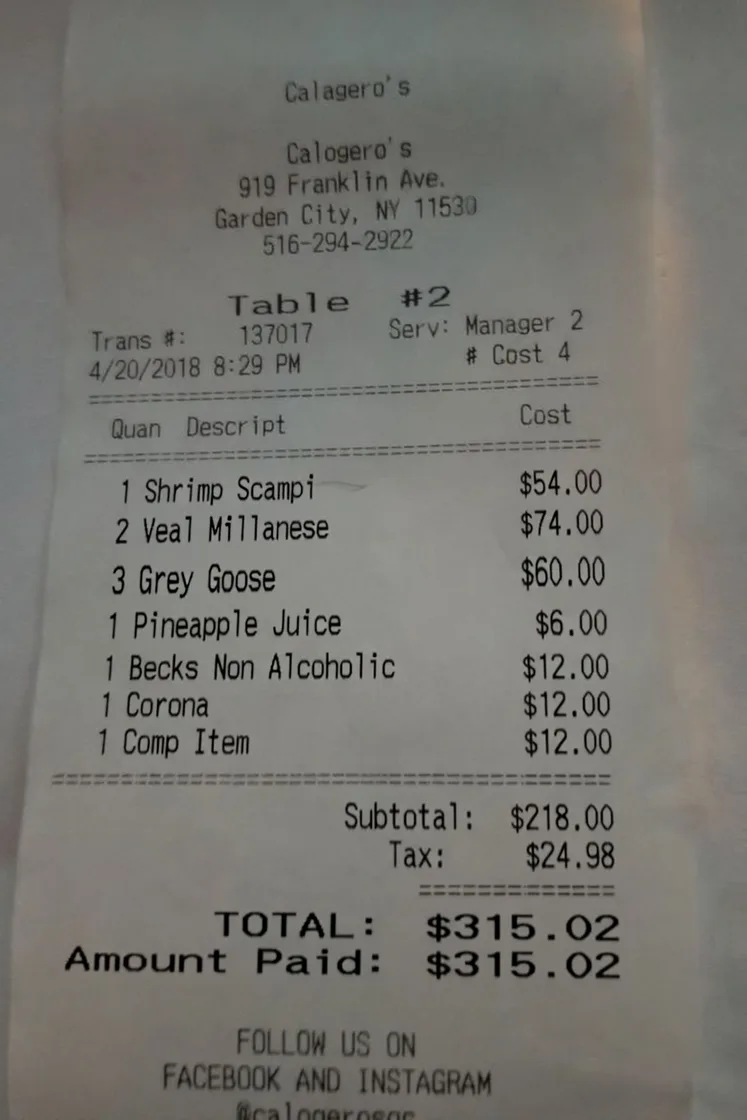 Calagero's
Calogero's
919 Franklin Ave.
Garden City, NY 11530
516-294-2922
Table #2
Trans #: 137017 Serv: Manager 2
4/20/2018 8:29 PM # Cost 4
Quan Descript Cost
1 Shrimp Scampi $54.00
2 Veal Millanese $74.00
3 Grey Goose $60.00
1 Pineapple Juice $6.00
1 Becks Non Alcoholic $12.00
1 Corona $12.00
1 Comp Item $12.00
Subtotal: $218.00
Tax: $24.98
TOTAL: $315.02
Amount Paid: $315.02
FOLLOW US ON
FACEBOOK AND INSTAGRAM